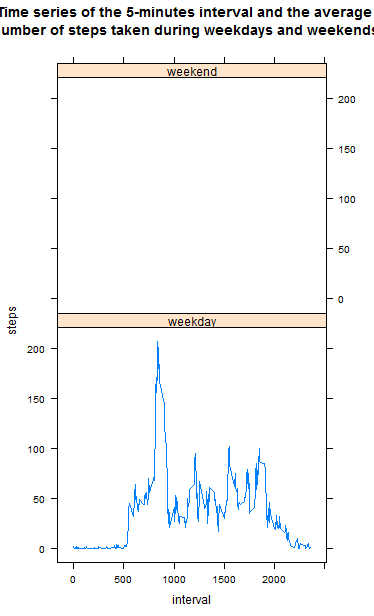 Time series of the 5-minutes interval and the average
umber of steps taken during weekdays and weekends
weekend
200
150
100
50
0
steps
weekday
200
150
100
50
0
0 500 1000 1500 2000
interval